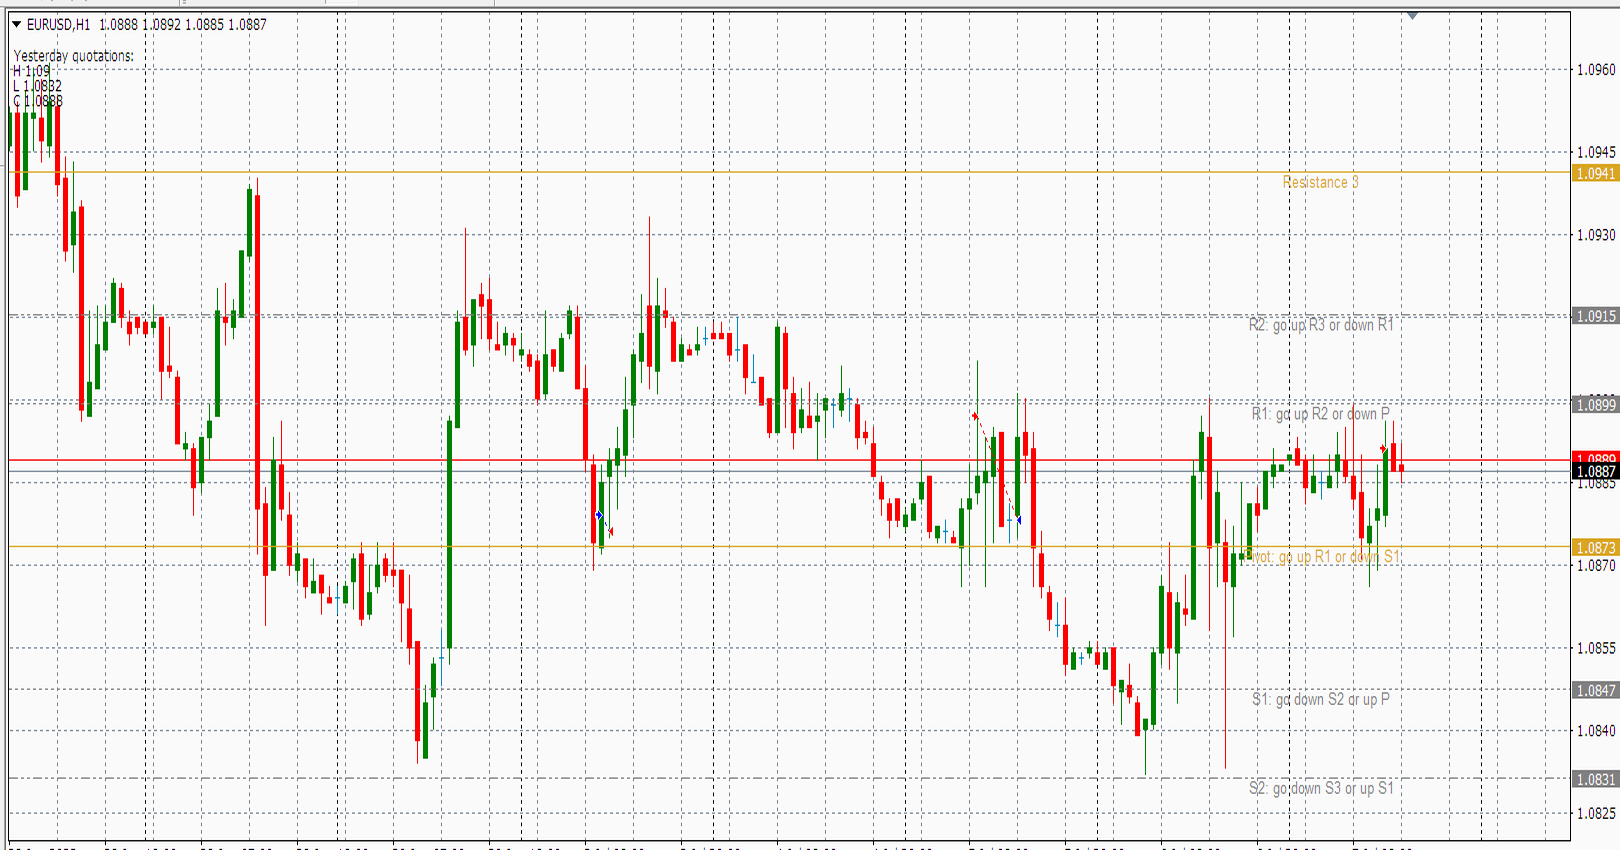 EURUSD,H1 1.0888 1.0892 1.0885 1.0887
Yesterday quotations:
H 1.09
L 1.0832
C 1.0888
1.0960
1.0945
1.0941
Resistance 3
1.0930
1.0915
R2: go up R3 or down R1
1.0899
R1: go up R2 or down P
1.0889
1.0887
1.0885
1.0873
Pivot: go up R1 or down S1
1.0870
1.0855
1.0847
S1: go down S2 or up P
1.0840
1.0831
S2: go down S3 or up S1
1.0825